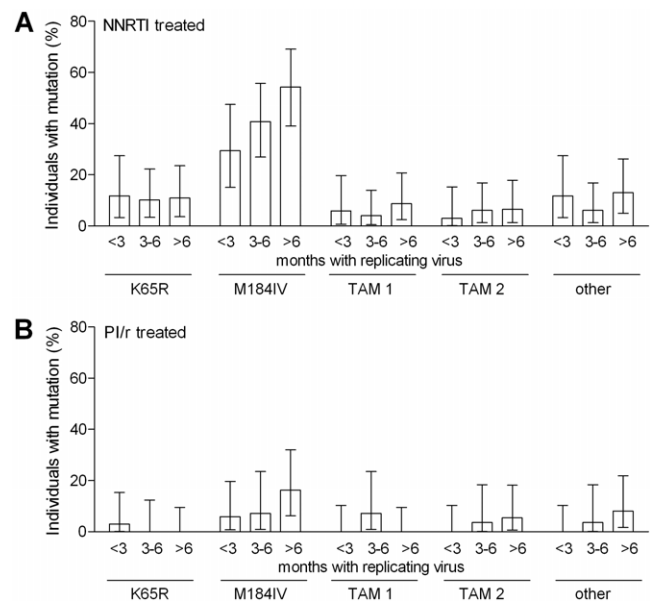 A
NNRTI treated
Individuals with mutation (%)
80
60
40
20
0
<3 3-6 >6 <3 3-6 >6 <3 3-6 >6 <3 3-6 >6 <3 3-6 >6
months with replicating virus
K65R M184IV TAM 1 TAM 2 other
B
PI/r treated
Individuals with mutation (%)
80
60
40
20
0
<3 3-6 >6 <3 3-6 >6 <3 3-6 >6 <3 3-6 >6 <3 3-6 >6
months with replicating virus
K65R M184IV TAM 1 TAM 2 other